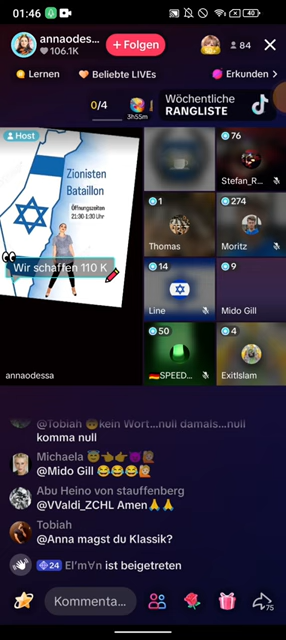 01:46
40
annaodes...
106.1K
+ Folgen
84
Lernen
Beliebte LIVEs
Erkunden >
0/4
3h55m
Wöchentliche
RANGLISTE
Host
Zionisten
Bataillon
Öffnungszeiten
21:30-1:30 Uhr
Wir schaffen 110 K
annaodessa
76
Stefan_R...
1
Thomas
274
Moritz
14
Line
9
Mido Gill
50
SPEED...
4
ExitIslam
@Tobiah kein Wort...null damals...null
komma null
Michaela
@Mido Gill
Abu Heino von stauffenberg
@VValdi_ZCHL Amen
Tobiah
@Anna magst du Klassik?
24 El'm∀n ist beigetreten
Kommenta...
75